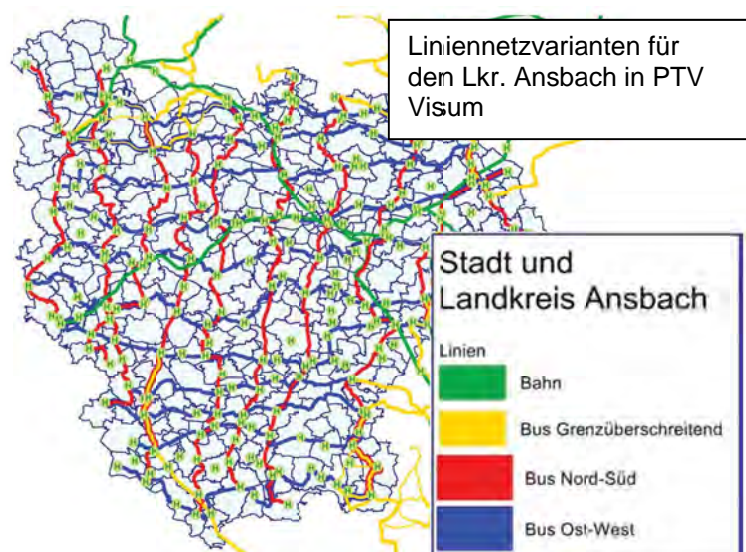 Liniennetzvarianten für
den Lkr. Ansbach in PTV
Visum
Stadt und
Landkreis Ansbach
Linien
Bahn
Bus Grenzüberschreitend
Bus Nord-Süd
Bus Ost-West